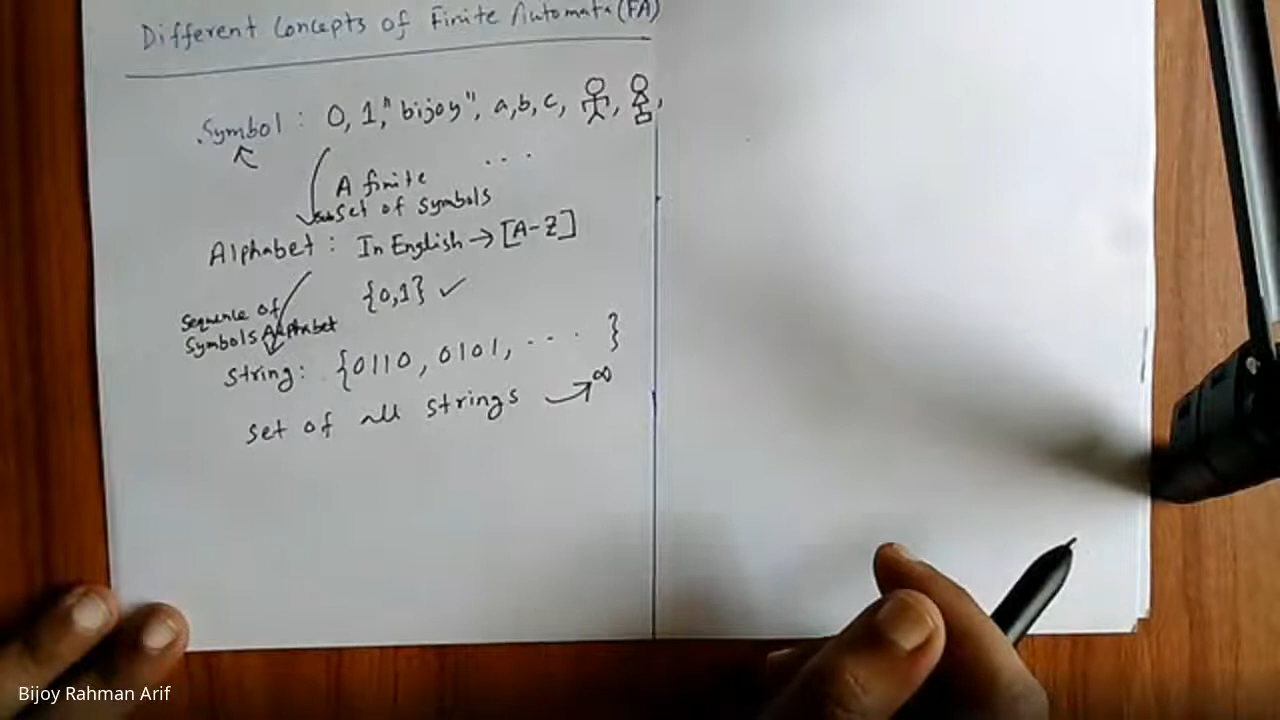 Different Concepts of Finite Automata (FA)
Symbol : 0, 1, "bijoy", a, b, c, , ,
...
A finite
set of symbols
Alphabet : In English → [A-Z]
{0,1} ✓
Sequence of
Symbols Alphabet
String: {0110, 0101, ... }
set of all strings → ∞
Bijoy Rahman Arif